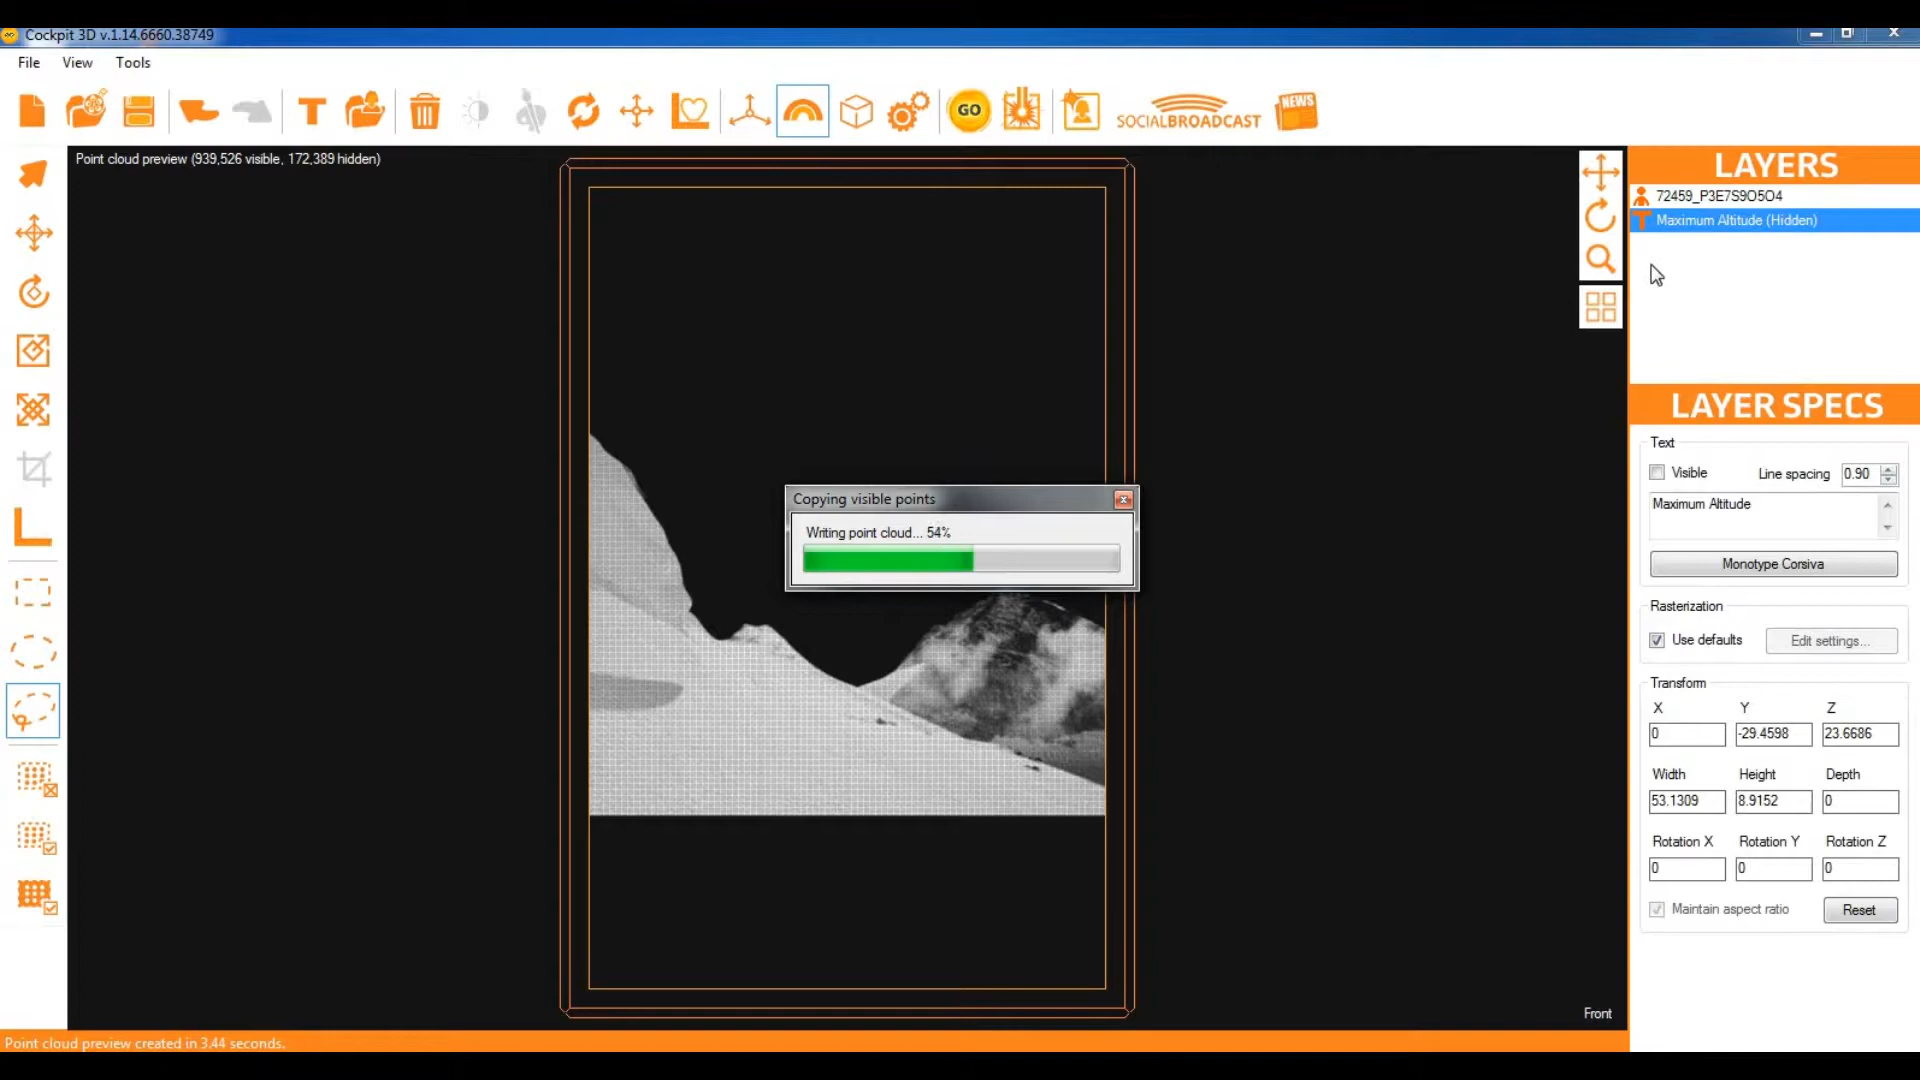 Cockpit 3D v.1.14.6660.38749
File View Tools
T GO SOCIALBROADCAST NEWS
Point cloud preview (939,526 visible, 172,389 hidden)
LAYERS
72459_P3E7S9O5O4
Maximum Altitude (Hidden)
Copying visible points
Writing point cloud... 54%
LAYER SPECS
Text
Visible Line spacing 0.90
Maximum Altitude
Monotype Corsiva
Rasterization
Use defaults Edit settings...
Transform
X Y Z
0 -29.4598 23.6686
Width Height Depth
53.1309 8.9152 0
Rotation X Rotation Y Rotation Z
0 0 0
Maintain aspect ratio Reset
Front
Point cloud preview created in 3.44 seconds.